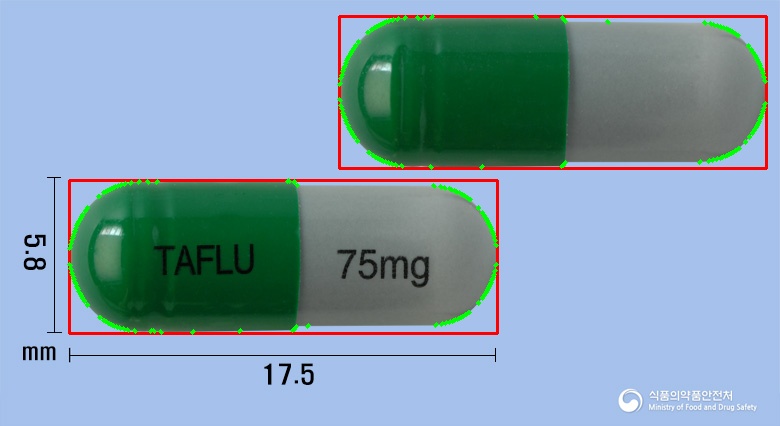 TAFLU 75mg
5.8
mm
17.5
식품의약품안전처
Ministry of Food and Drug Safety